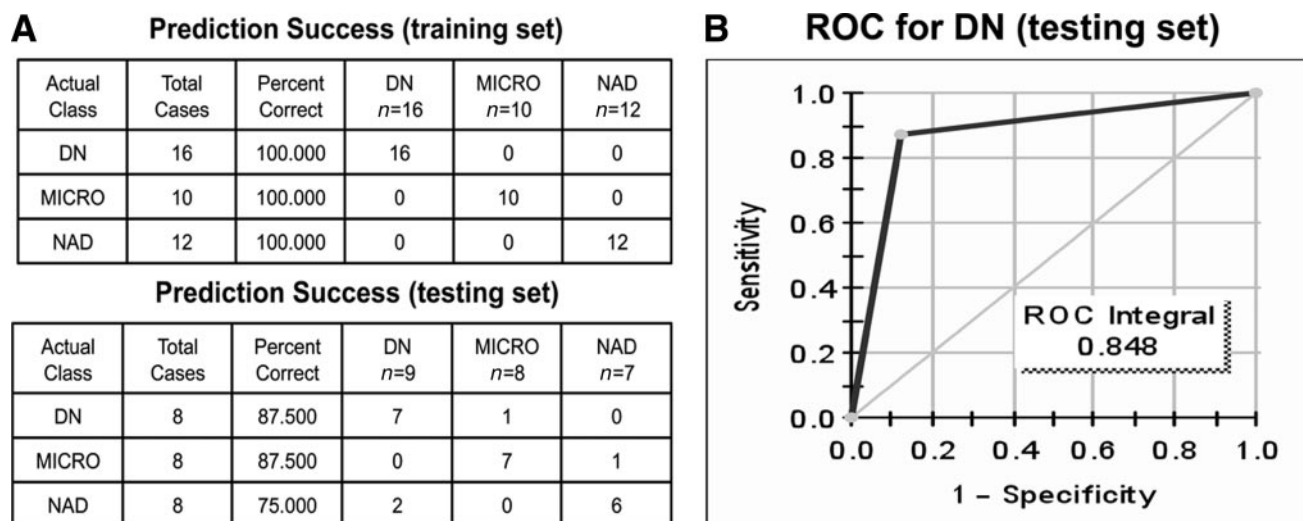 A
Prediction Success (training set)
Actual Class Total Cases Percent Correct DN n=16 MICRO n=10 NAD n=12
DN 16 100.000 16 0 0
MICRO 10 100.000 0 10 0
NAD 12 100.000 0 0 12
Prediction Success (testing set)
Actual Class Total Cases Percent Correct DN n=9 MICRO n=8 NAD n=7
DN 8 87.500 7 1 0
MICRO 8 87.500 0 7 1
NAD 8 75.000 2 0 6
B
ROC for DN (testing set)
Sensitivity
1.0
0.8
0.6
0.4
0.2
0.0
ROC Integral
0.848
0.0 0.2 0.4 0.6 0.8 1.0
1 – Specificity